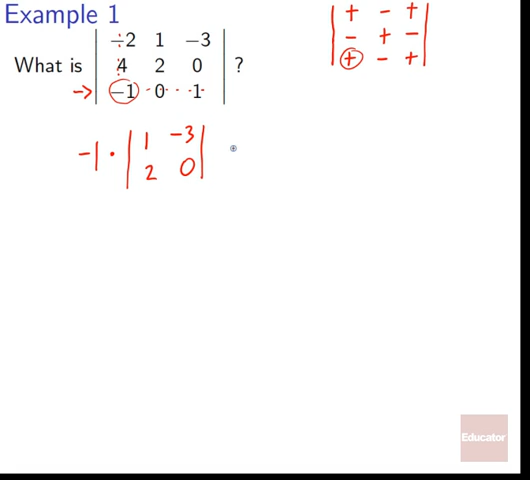 Example 1
-2 1 -3
What is 4 2 0 ?
-> -1 0 1
-1 · | 1 -3 |
| 2 0 |
| + - + |
| - + - |
| + - + |
Educator